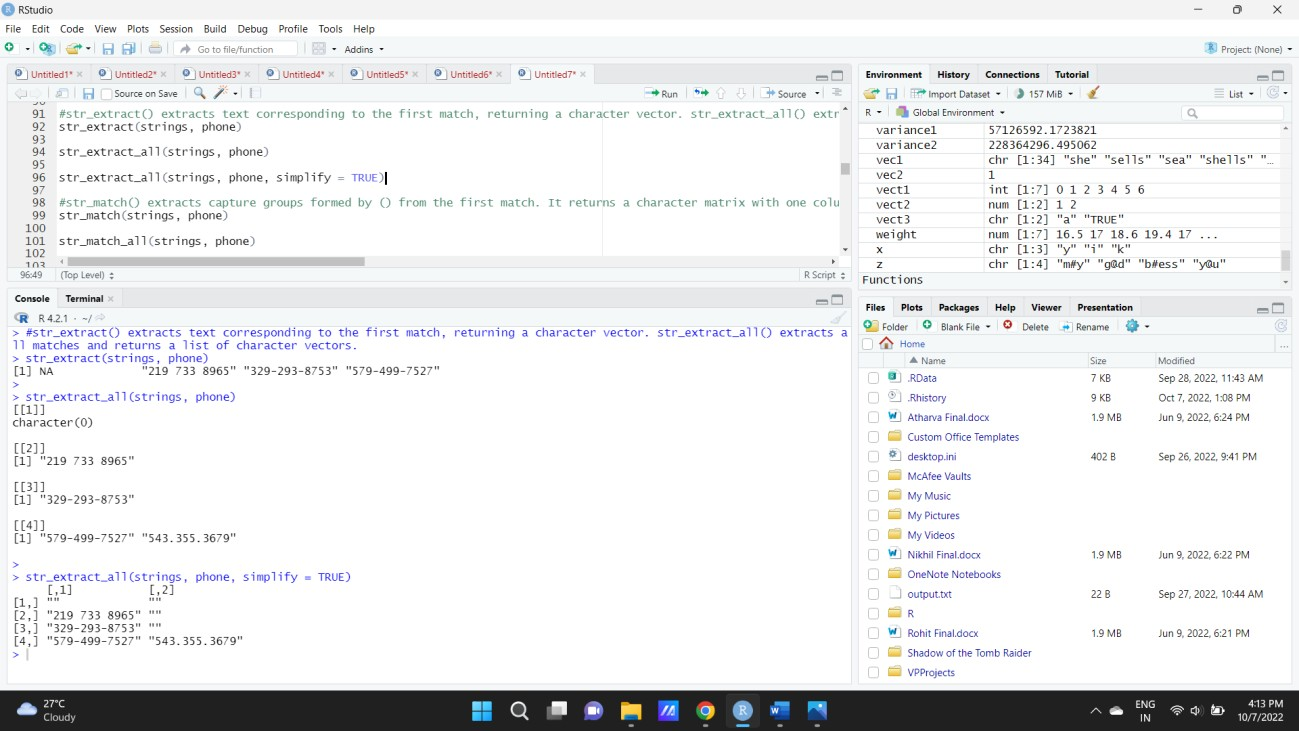 RStudio
File Edit Code View Plots Session Build Debug Profile Tools Help
Go to file/function Addins Project: (None)
Untitled1* Untitled2* Untitled3* Untitled4* Untitled5* Untitled6* Untitled7*
Source on Save Run Source
91 #str_extract() extracts text corresponding to the first match, returning a character vector. str_extract_all() extr
92 str_extract(strings, phone)
93
94 str_extract_all(strings, phone)
95
96 str_extract_all(strings, phone, simplify = TRUE)
97
98 #str_match() extracts capture groups formed by () from the first match. It returns a character matrix with one colu
99 str_match(strings, phone)
100
101 str_match_all(strings, phone)
102
103
96:49 (Top Level) R Script
Console Terminal
R 4.2.1 · ~/
> #str_extract() extracts text corresponding to the first match, returning a character vector. str_extract_all() extracts a
ll matches and returns a list of character vectors.
> str_extract(strings, phone)
[1] NA "219 733 8965" "329-293-8753" "579-499-7527"
>
> str_extract_all(strings, phone)
[[1]]
character(0)
[[2]]
[1] "219 733 8965"
[[3]]
[1] "329-293-8753"
[[4]]
[1] "579-499-7527" "543.355.3679"
>
> str_extract_all(strings, phone, simplify = TRUE)
[,1] [,2]
[1,] "" ""
[2,] "219 733 8965" ""
[3,] "329-293-8753" ""
[4,] "579-499-7527" "543.355.3679"
>
Environment History Connections Tutorial
Import Dataset 157 MiB List
R Global Environment
variance1 57126592.1723821
variance2 228364296.495062
vec1 chr [1:34] "she" "sells" "sea" "shells" "…
vec2 1
vect1 int [1:7] 0 1 2 3 4 5 6
vect2 num [1:2] 1 2
vect3 chr [1:2] "a" "TRUE"
weight num [1:7] 16.5 17 18.6 19.4 17 ...
x chr [1:3] "y" "i" "k"
z chr [1:4] "m#y" "g@d" "b#ess" "y@u"
Functions
Files Plots Packages Help Viewer Presentation
Folder Blank File Delete Rename
Home ...
Name Size Modified
.RData 7 KB Sep 28, 2022, 11:43 AM
.Rhistory 9 KB Oct 7, 2022, 1:08 PM
Atharva Final.docx 1.9 MB Jun 9, 2022, 6:24 PM
Custom Office Templates
desktop.ini 402 B Sep 26, 2022, 9:41 PM
McAfee Vaults
My Music
My Pictures
My Videos
Nikhil Final.docx 1.9 MB Jun 9, 2022, 6:22 PM
OneNote Notebooks
output.txt 22 B Sep 27, 2022, 10:44 AM
R
Rohit Final.docx 1.9 MB Jun 9, 2022, 6:21 PM
Shadow of the Tomb Raider
VPProjects
27°C
Cloudy
ENG
IN
4:13 PM
10/7/2022